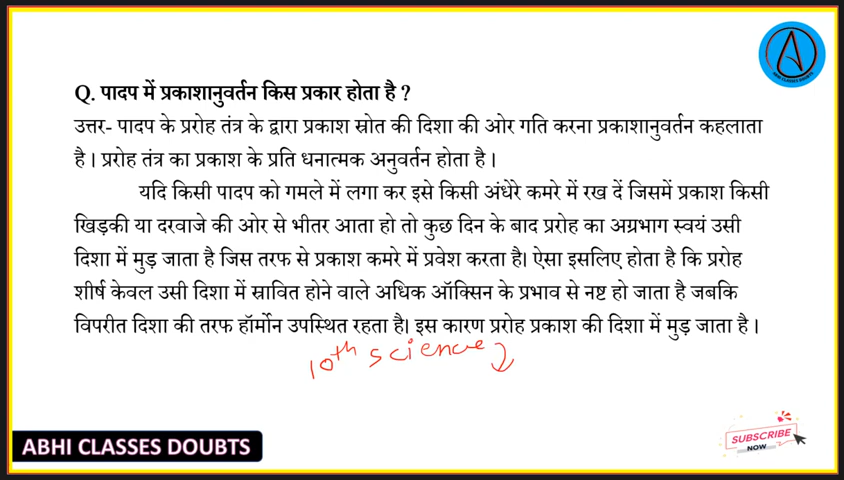 Q. पादप में प्रकाशानुवर्तन किस प्रकार होता है ?
उत्तर- पादप के प्ररोह तंत्र के द्वारा प्रकाश स्रोत की दिशा की ओर गति करना प्रकाशानुवर्तन कहलाता
है । प्ररोह तंत्र का प्रकाश के प्रति धनात्मक अनुवर्तन होता है ।
यदि किसी पादप को गमले में लगा कर इसे किसी अंधेरे कमरे में रख दें जिसमें प्रकाश किसी
खिड़की या दरवाजे की ओर से भीतर आता हो तो कुछ दिन के बाद प्ररोह का अग्रभाग स्वयं उसी
दिशा में मुड़ जाता है जिस तरफ से प्रकाश कमरे में प्रवेश करता है। ऐसा इसलिए होता है कि प्ररोह
शीर्ष केवल उसी दिशा में स्रावित होने वाले अधिक ऑक्सिन के प्रभाव से नष्ट हो जाता है जबकि
विपरीत दिशा की तरफ हॉर्मोन उपस्थित रहता है। इस कारण प्ररोह प्रकाश की दिशा में मुड़ जाता है ।
10th science
ABHI CLASSES DOUBTS
ABHI CLASSES DOUBTS
SUBSCRIBE
NOW